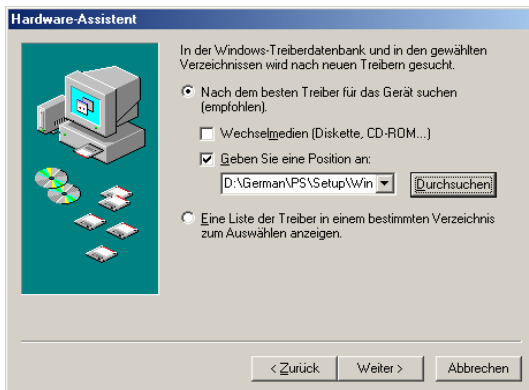 Hardware-Assistent
In der Windows-Treiberdatenbank und in den gewählten
Verzeichnissen wird nach neuen Treibern gesucht.
Nach dem besten Treiber für das Gerät suchen
(empfohlen).
Wechselmedien (Diskette, CD-ROM...)
Geben Sie eine Position an:
D:\German\PS\Setup\Win
Durchsuchen
Eine Liste der Treiber in einem bestimmten Verzeichnis
zum Auswählen anzeigen.
< Zurück Weiter > Abbrechen